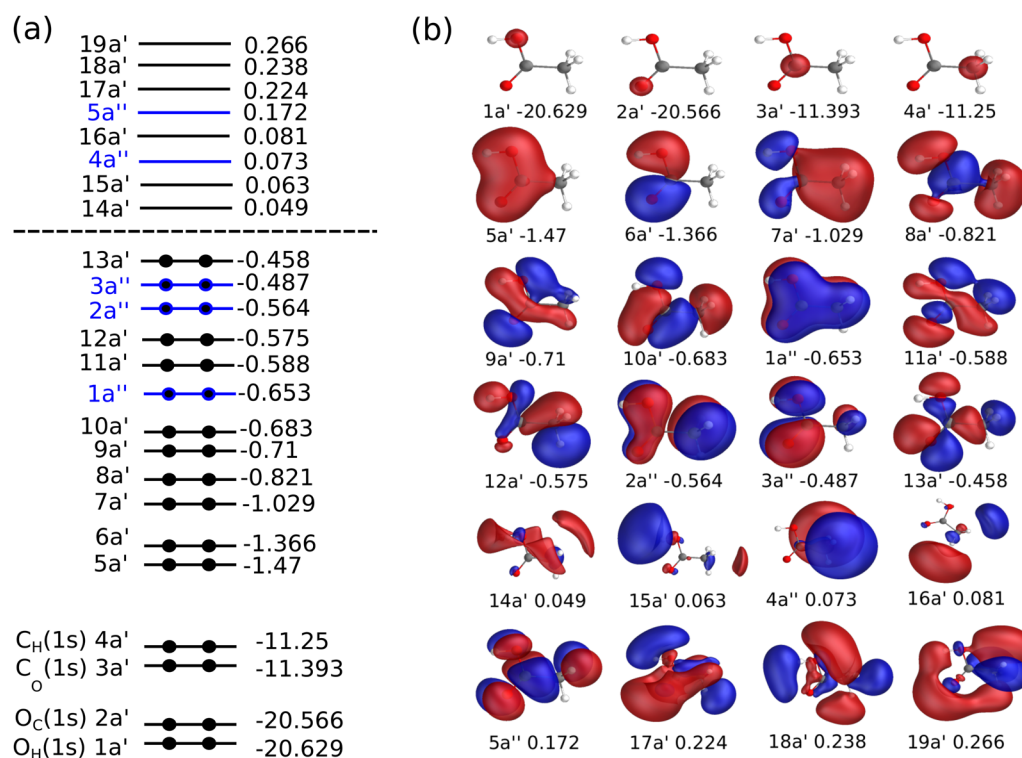 (a)
19a' 0.266
18a' 0.238
17a' 0.224
5a'' 0.172
16a' 0.081
4a'' 0.073
15a' 0.063
14a' 0.049
13a' -0.458
3a'' -0.487
2a'' -0.564
12a' -0.575
11a' -0.588
1a'' -0.653
10a' -0.683
9a' -0.71
8a' -0.821
7a' -1.029
6a' -1.366
5a' -1.47
C_H(1s) 4a' -11.25
C_O(1s) 3a' -11.393
O_C(1s) 2a' -20.566
O_H(1s) 1a' -20.629
(b)
1a' -20.629 2a' -20.566 3a' -11.393 4a' -11.25
5a' -1.47 6a' -1.366 7a' -1.029 8a' -0.821
9a' -0.71 10a' -0.683 1a'' -0.653 11a' -0.588
12a' -0.575 2a'' -0.564 3a'' -0.487 13a' -0.458
14a' 0.049 15a' 0.063 4a'' 0.073 16a' 0.081
5a'' 0.172 17a' 0.224 18a' 0.238 19a' 0.266